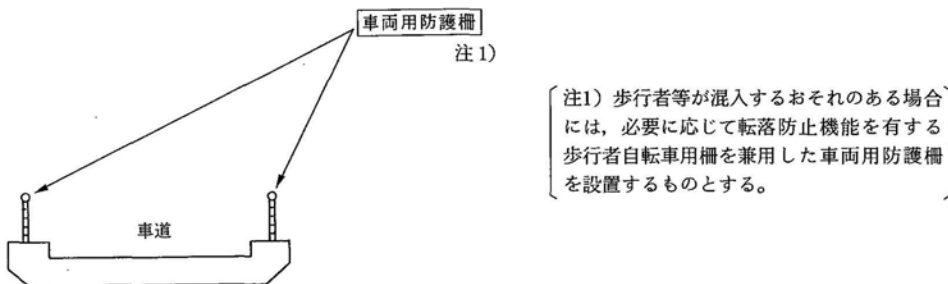 車両用防護柵
注1)
注1) 歩行者等が混入するおそれのある場合
には，必要に応じて転落防止機能を有する
歩行者自転車用柵を兼用した車両用防護柵
を設置するものとする。
車道